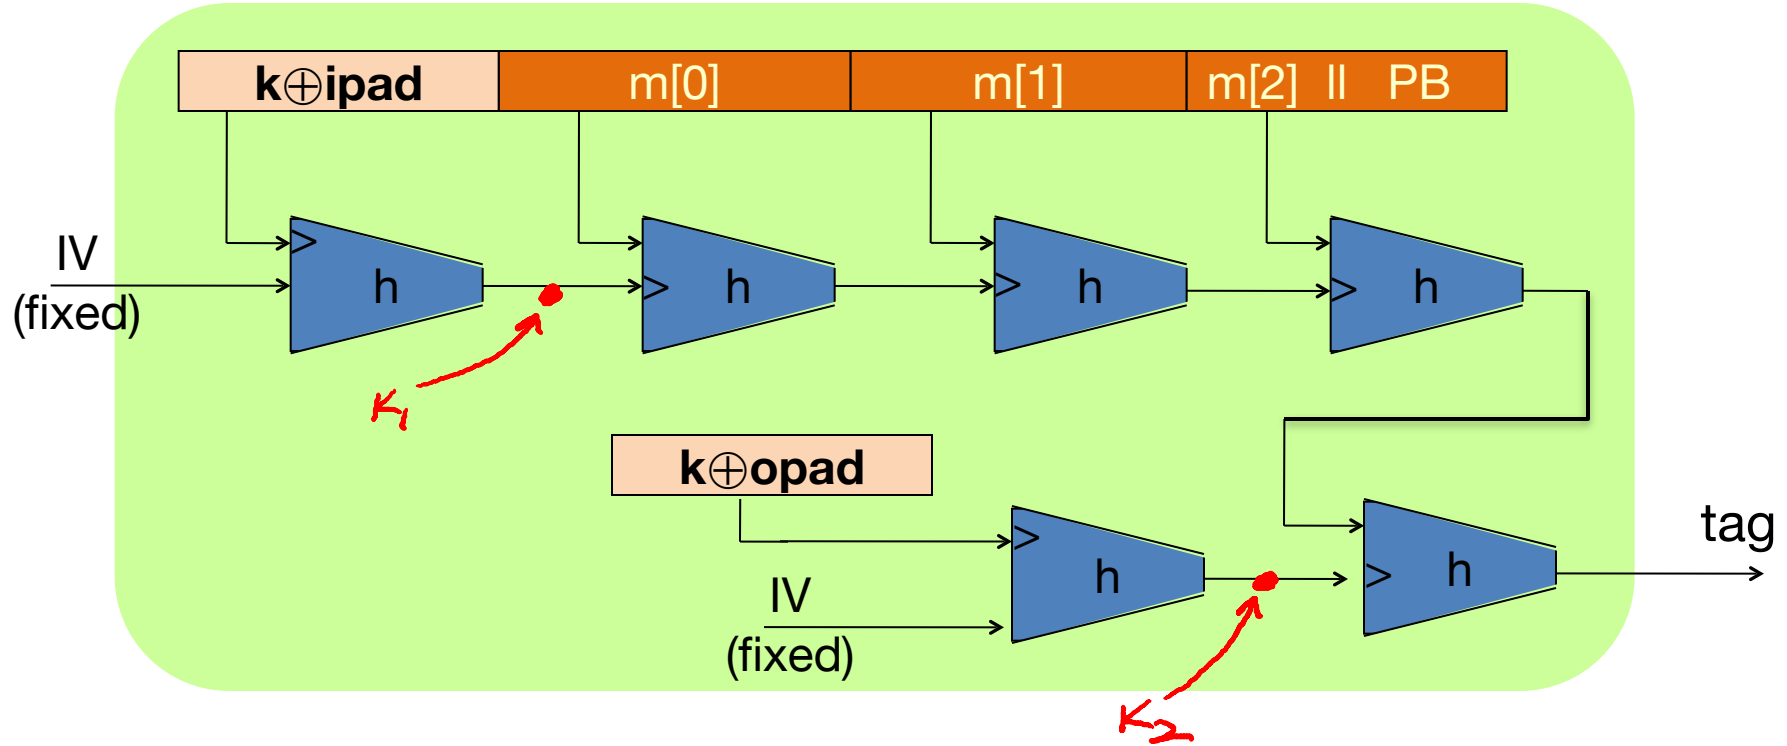 k⊕ipad m[0] m[1] m[2] ll PB
> h > h > h > h
IV
(fixed)
K1
k⊕opad
> h > h
tag
IV
(fixed)
K2